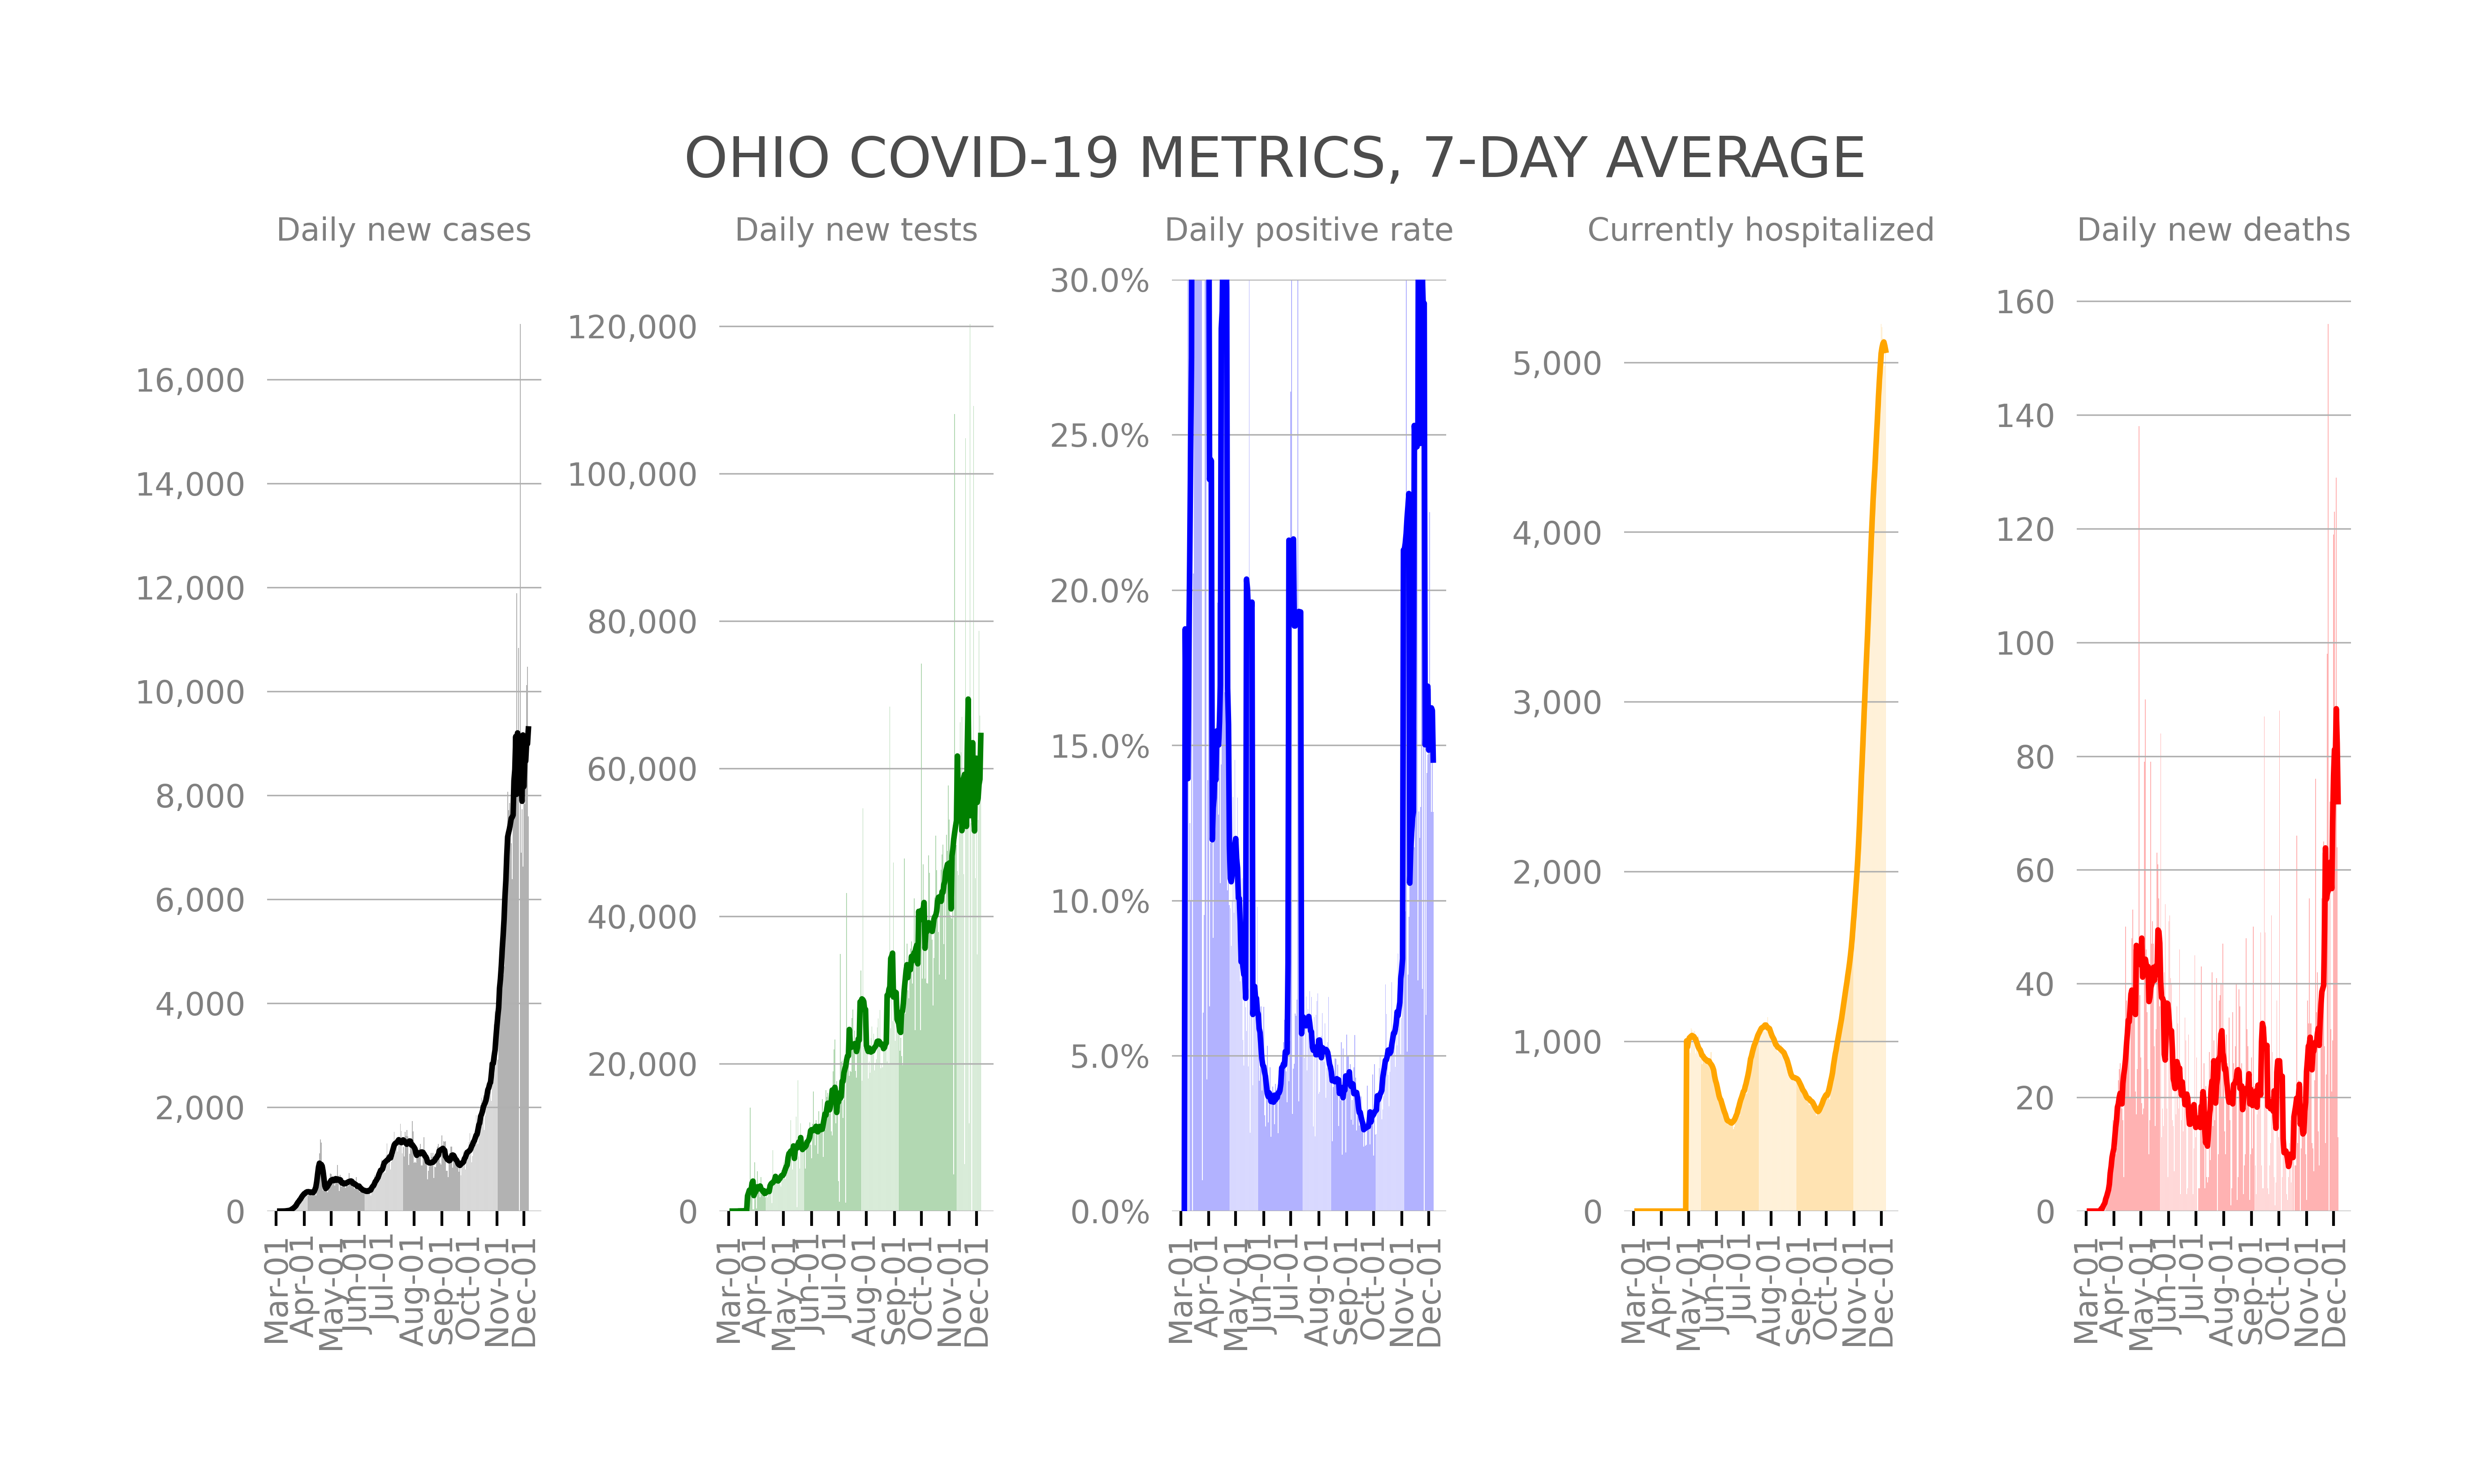 OHIO COVID-19 METRICS, 7-DAY AVERAGE
Daily new cases
16,000
14,000
12,000
10,000
8,000
6,000
4,000
2,000
0
Mar-01
Apr-01
May-01
Jun-01
Jul-01
Aug-01
Sep-01
Oct-01
Nov-01
Dec-01
Daily new tests
120,000
100,000
80,000
60,000
40,000
20,000
0
Mar-01
Apr-01
May-01
Jun-01
Jul-01
Aug-01
Sep-01
Oct-01
Nov-01
Dec-01
Daily positive rate
30.0%
25.0%
20.0%
15.0%
10.0%
5.0%
0.0%
Mar-01
Apr-01
May-01
Jun-01
Jul-01
Aug-01
Sep-01
Oct-01
Nov-01
Dec-01
Currently hospitalized
5,000
4,000
3,000
2,000
1,000
0
Mar-01
Apr-01
May-01
Jun-01
Jul-01
Aug-01
Sep-01
Oct-01
Nov-01
Dec-01
Daily new deaths
160
140
120
100
80
60
40
20
0
Mar-01
Apr-01
May-01
Jun-01
Jul-01
Aug-01
Sep-01
Oct-01
Nov-01
Dec-01